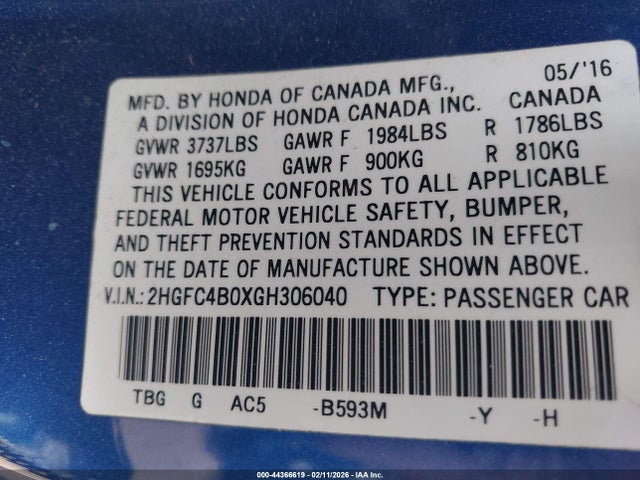 MFD. BY HONDA OF CANADA MFG., 05/'16
A DIVISION OF HONDA CANADA INC. CANADA
GVWR 3737LBS GAWR F 1984LBS R 1786LBS
GVWR 1695KG GAWR F 900KG R 810KG
THIS VEHICLE CONFORMS TO ALL APPLICABLE
FEDERAL MOTOR VEHICLE SAFETY, BUMPER,
AND THEFT PREVENTION STANDARDS IN EFFECT
ON THE DATE OF MANUFACTURE SHOWN ABOVE.
V.I.N.: 2HGFC4B0XGH306040 TYPE: PASSENGER CAR
TBG G AC5 -B593M -Y -H
000-44366619 - 02/11/2026 - IAA Inc.